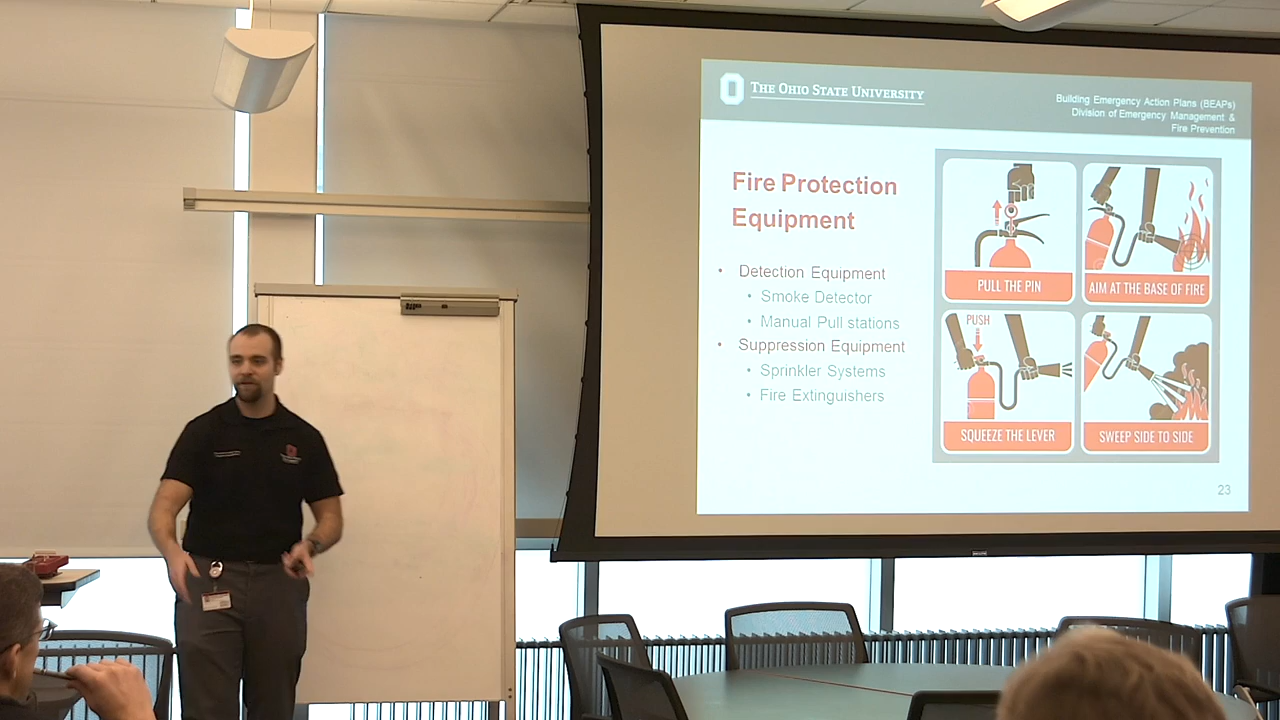 THE OHIO STATE UNIVERSITY
Building Emergency Action Plans (BEAPs)
Division of Emergency Management &
Fire Prevention
Fire Protection
Equipment
• Detection Equipment
• Smoke Detector
• Manual Pull stations
• Suppression Equipment
• Sprinkler Systems
• Fire Extinguishers
PULL THE PIN
AIM AT THE BASE OF FIRE
PUSH
SQUEEZE THE LEVER
SWEEP SIDE TO SIDE
23